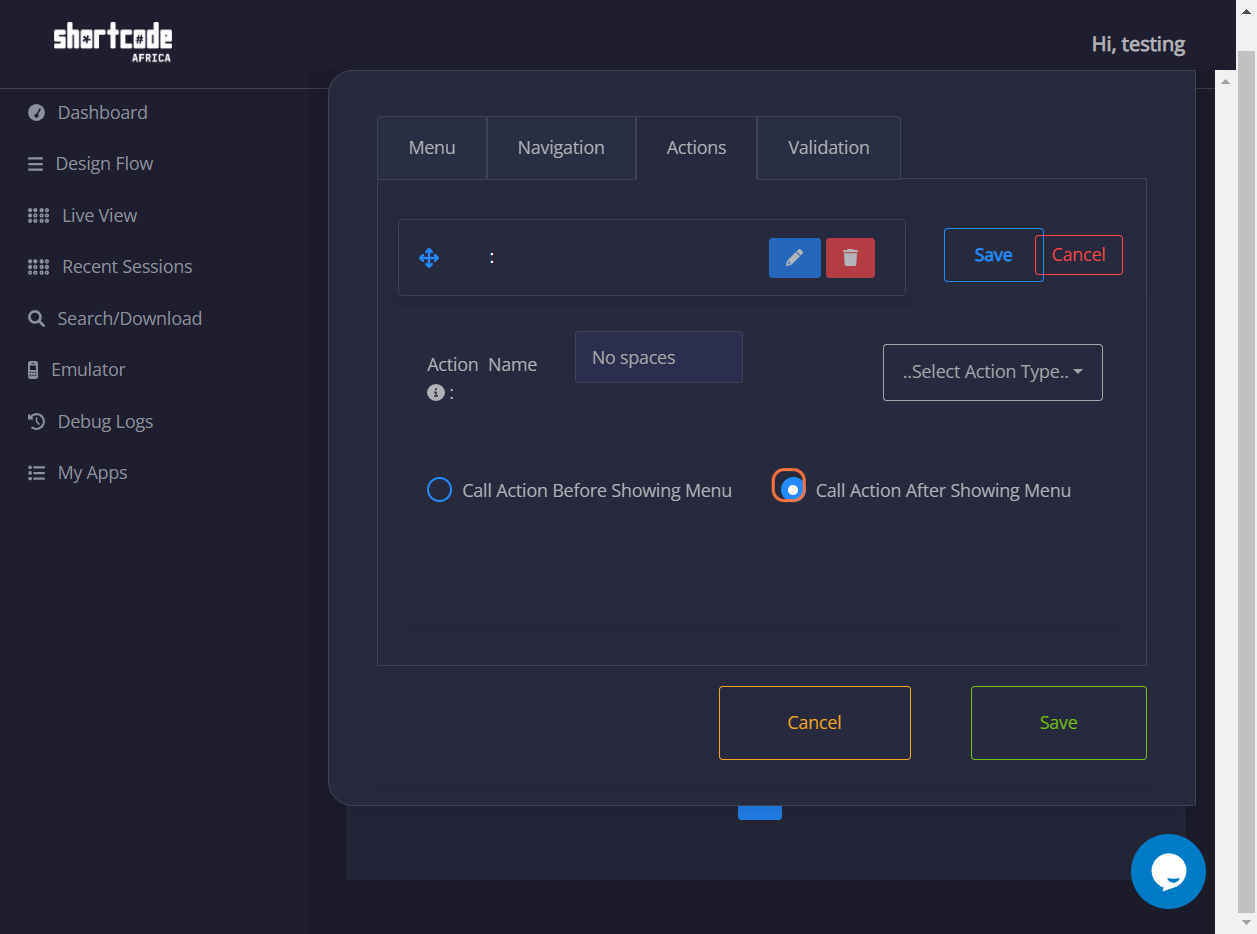 shortcode
AFRICA
Hi, testing
Dashboard
Design Flow
Live View
Recent Sessions
Search/Download
Emulator
Debug Logs
My Apps
Menu
Navigation
Actions
Validation
:
Save
Cancel
Action Name
:
No spaces
..Select Action Type..
Call Action Before Showing Menu
Call Action After Showing Menu
Cancel
Save